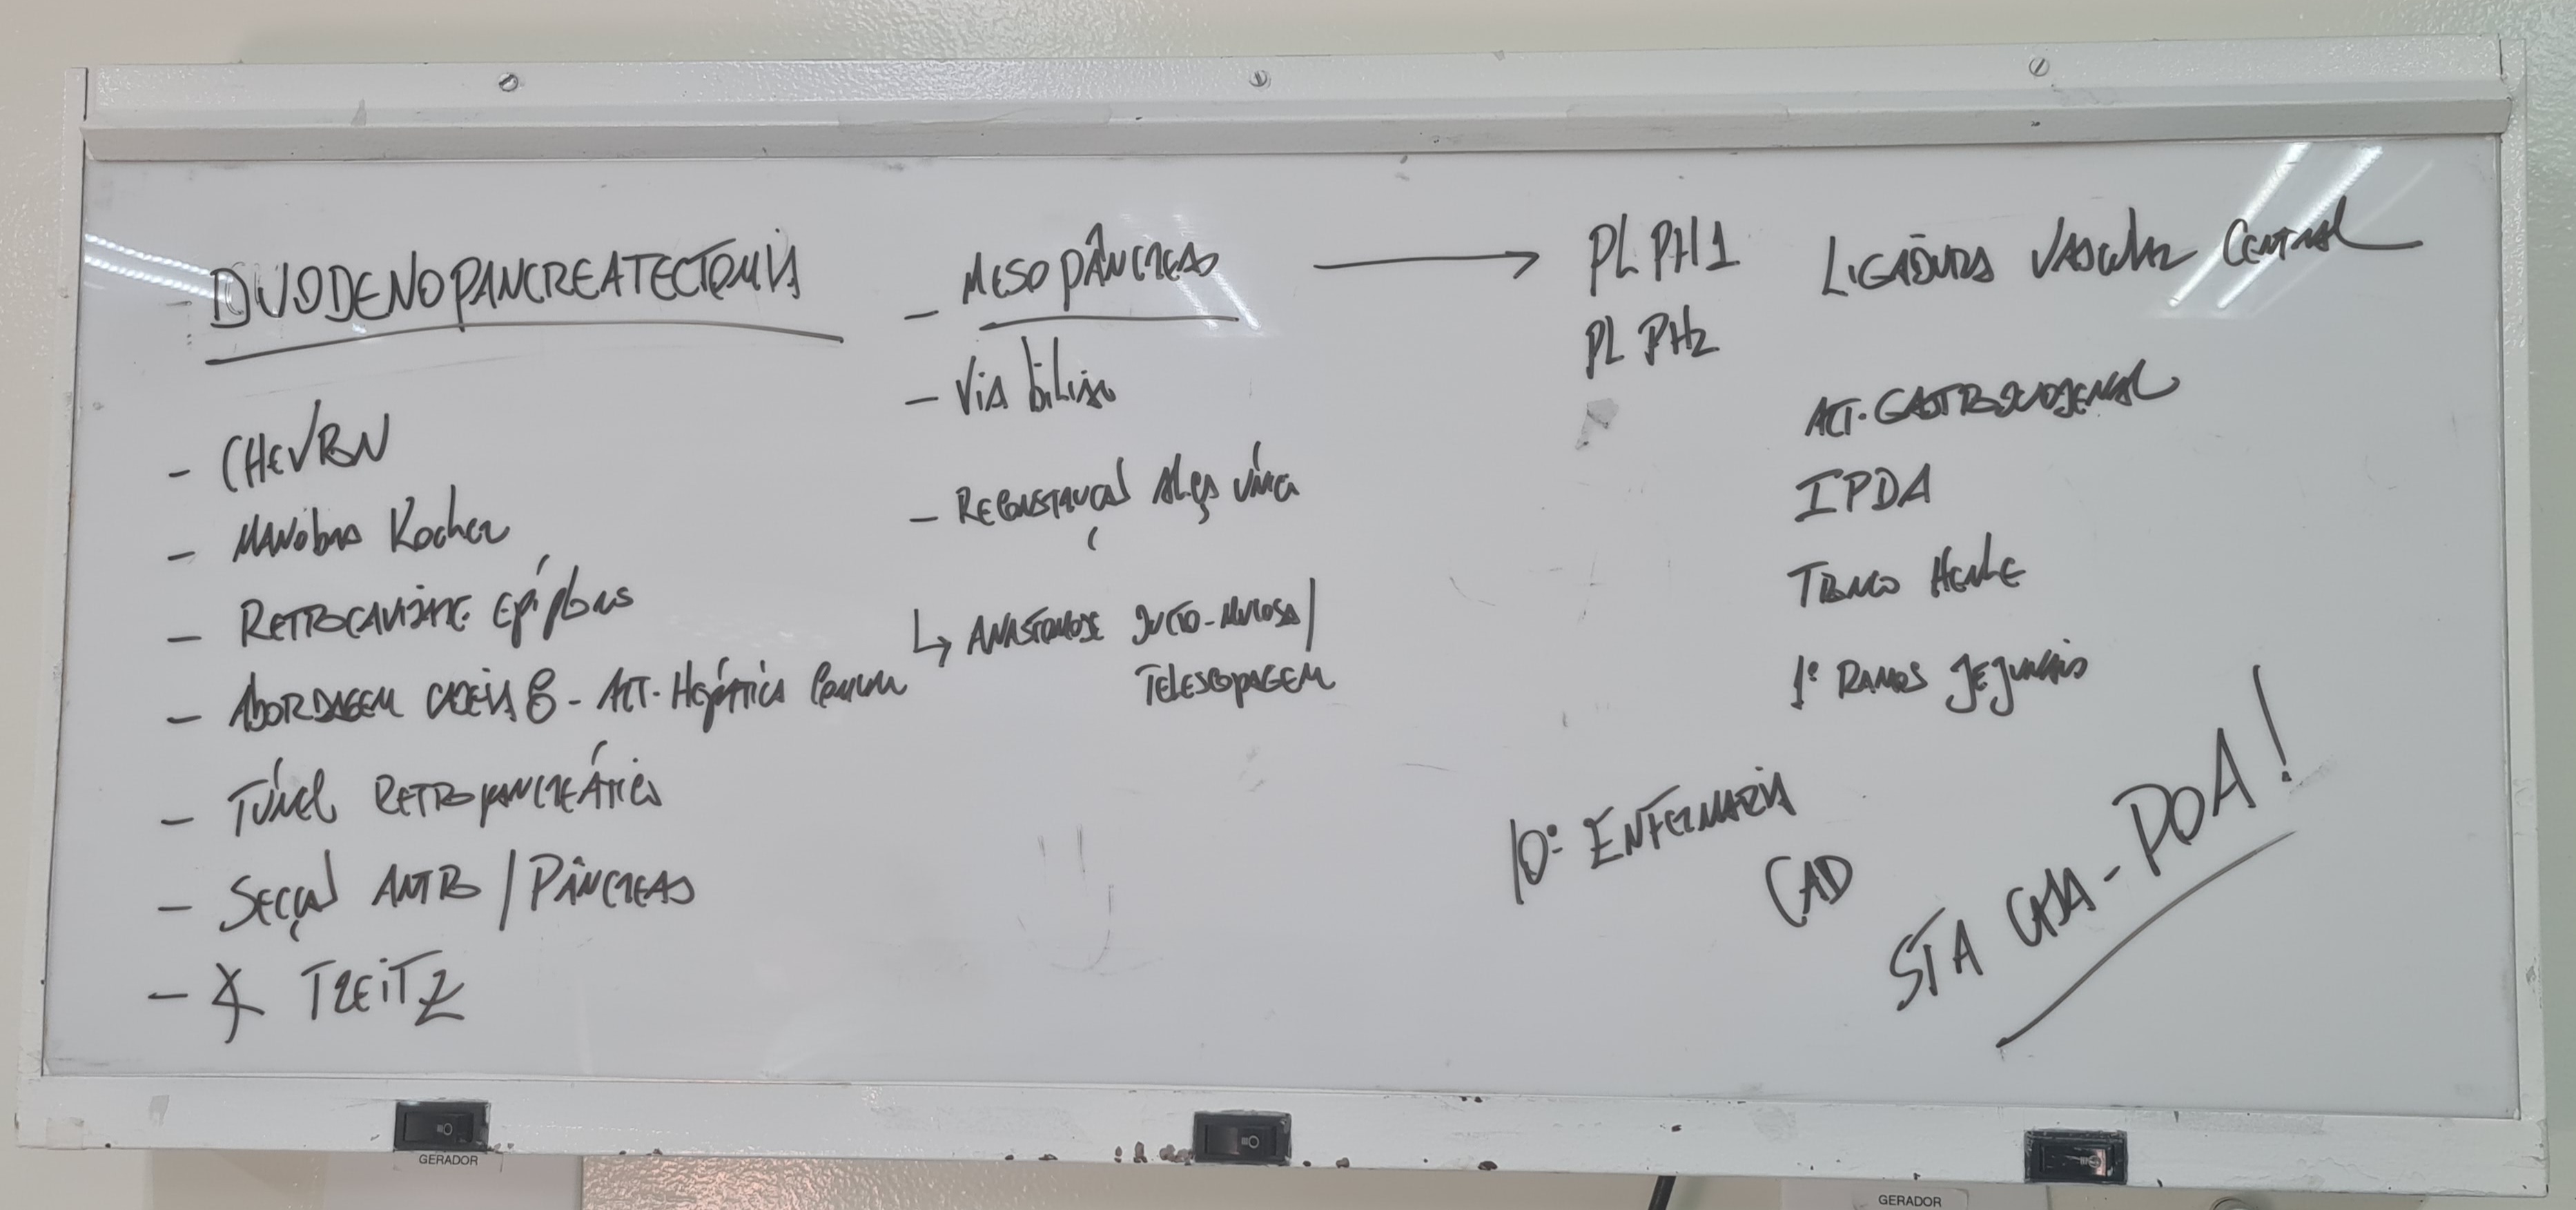 DUODENOPANCREATECTOMIA
- CHEVRON
- MANOBRA Kocher
- RETROCAVIDADE Epíplons
- Abordagem CADEIA 8 - ART. Hepática Comum
- Túnel RETROPANCREÁTICO
- Secção ANTRO / PÂNCREAS
- TREITZ
- MESOPÂNCREAS
- Via biliar
- Reconstrução Alça única
↳ ANASTOMOSE DUCTO-MUCOSA /
TELESCOPAGEM
→ PL PH1
PL PH2
LIGADURA VASCULAR CENTRAL
ART. GASTRODUODENAL
IPDA
TRONCO HENLE
1º RAMOS JEJUNAIS
10ª ENFERMARIA
CAD
STA CASA - POA!
GERADOR
GERADOR